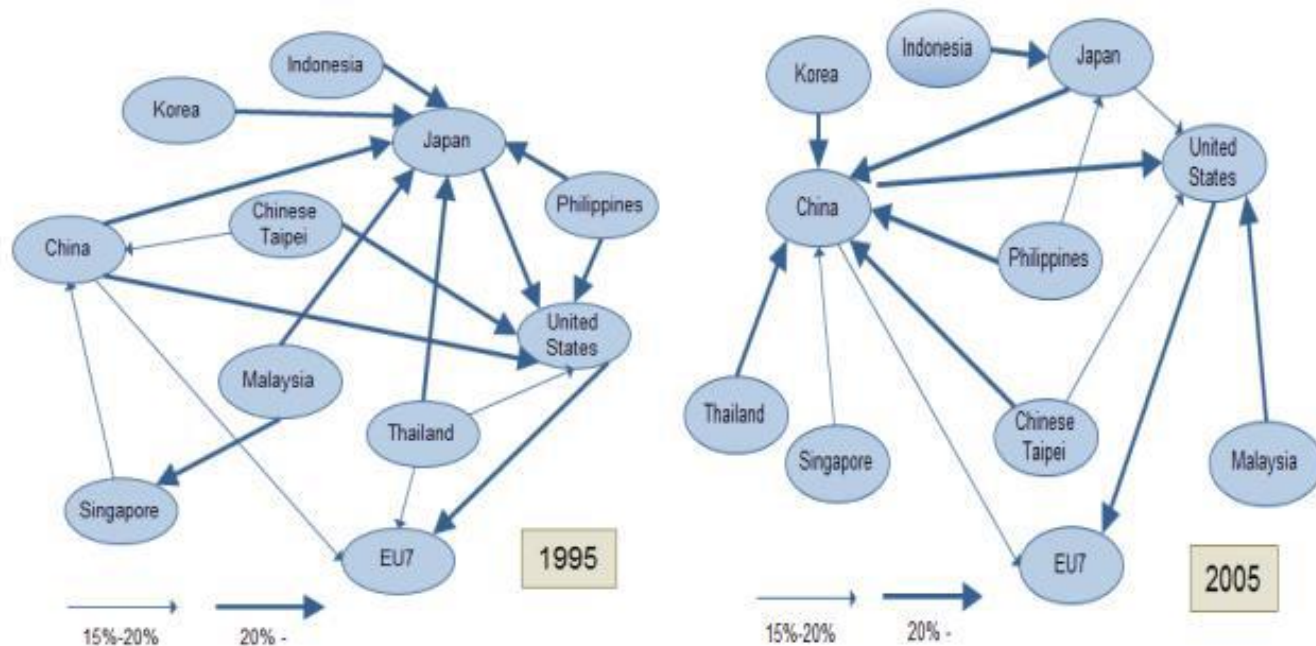 Indonesia
Korea
Japan
Philippines
Chinese
Taipei
China
United
States
Malaysia
Thailand
Singapore
EU7
1995
15%-20%
20% -
Indonesia
Japan
Korea
United
States
China
Philippines
Thailand
Singapore
Chinese
Taipei
Malaysia
EU7
2005
15%-20%
20% -